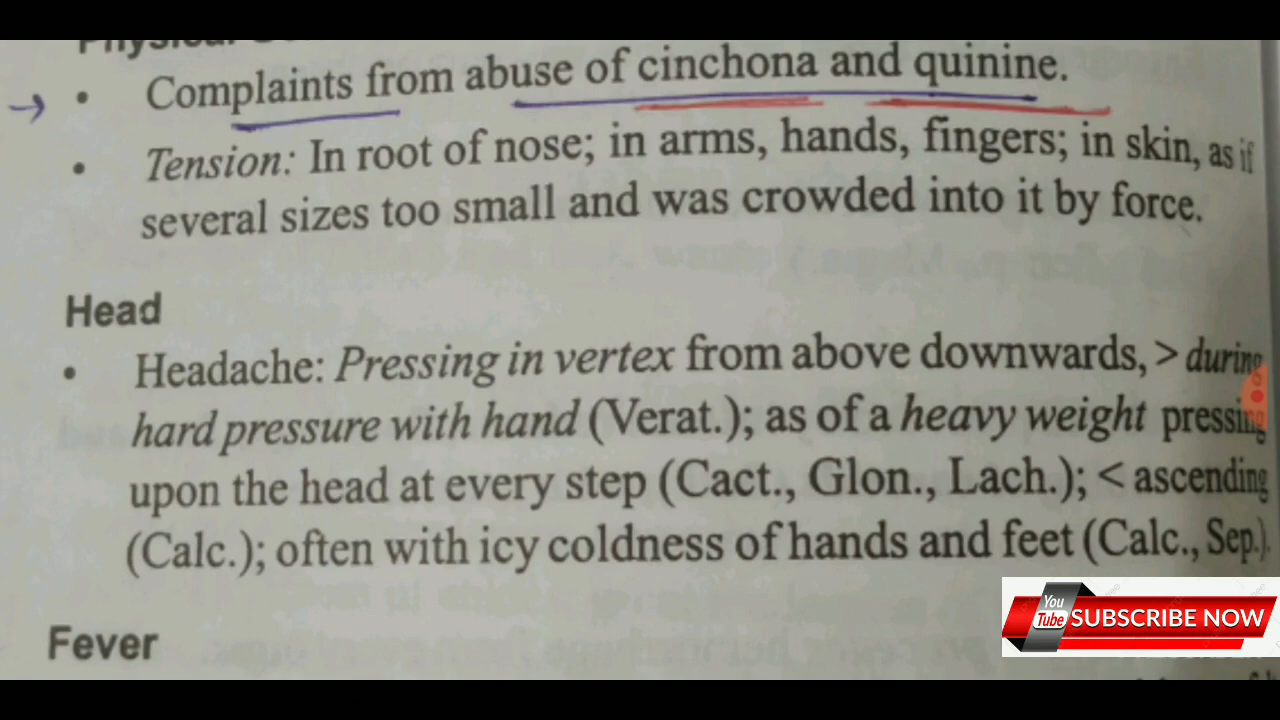 Physical
• Complaints from abuse of cinchona and quinine.
• Tension: In root of nose; in arms, hands, fingers; in skin, as if
several sizes too small and was crowded into it by force.
Head
• Headache: Pressing in vertex from above downwards, > during
hard pressure with hand (Verat.); as of a heavy weight pressing
upon the head at every step (Cact., Glon., Lach.); < ascending
(Calc.); often with icy coldness of hands and feet (Calc., Sep.).
Fever
You
Tube
SUBSCRIBE NOW